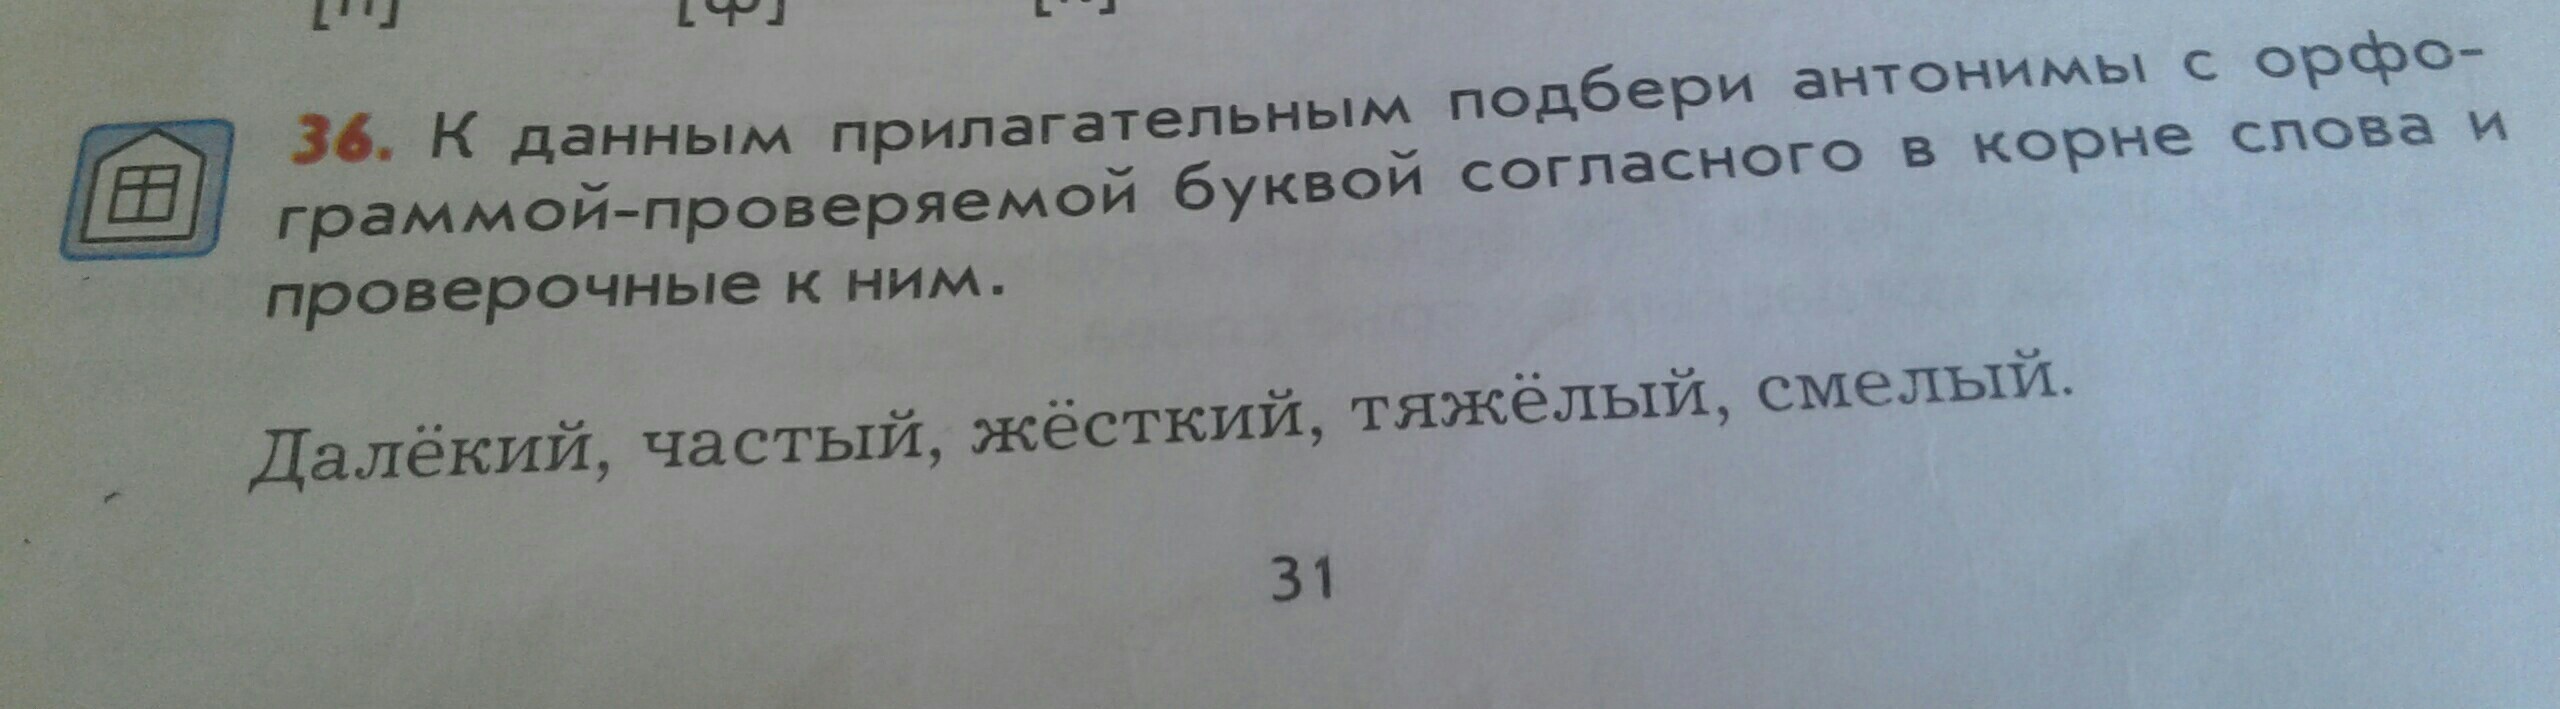 [п] [ф]
36. К данным прилагательным подбери антонимы с орфо-
граммой-проверяемой буквой согласного в корне слова и
проверочные к ним.
Далёкий, частый, жёсткий, тяжёлый, смелый.
31